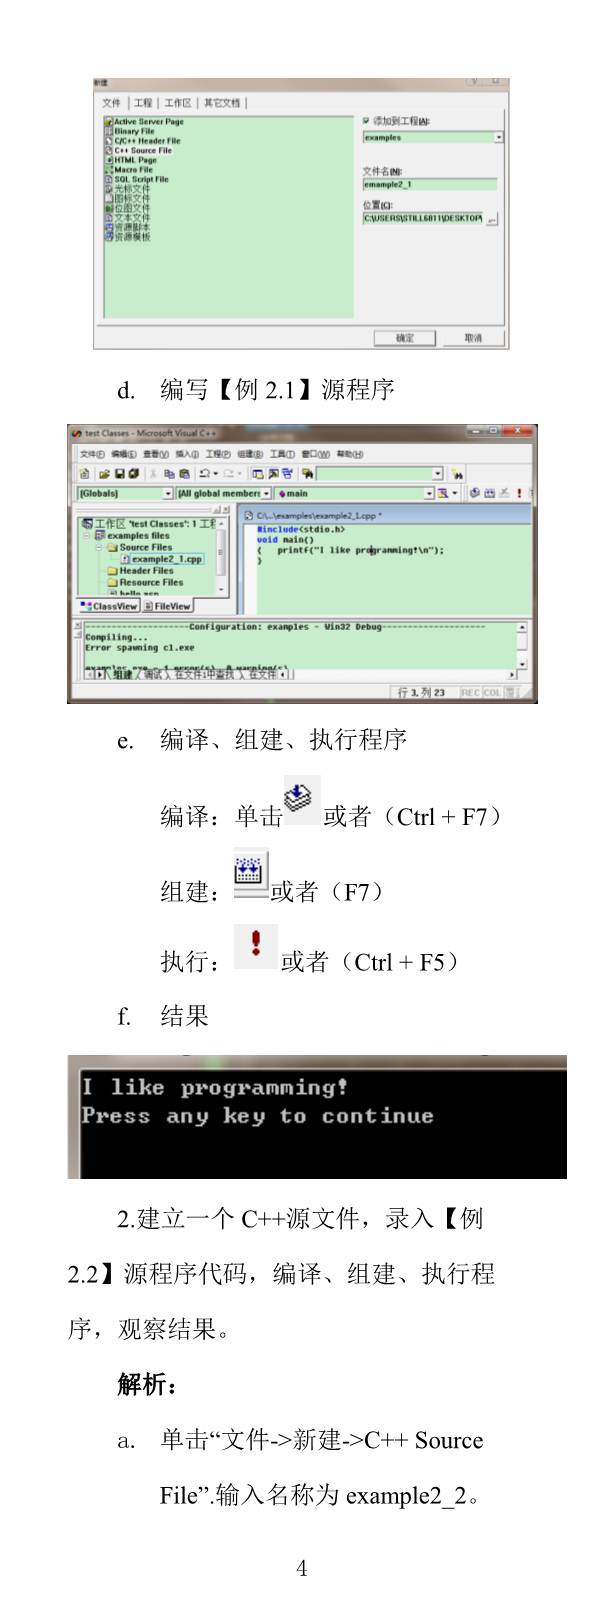 新建
文件 | 工程 | 工作区 | 其它文档 |
Active Server Page
Binary File
C/C++ Header File
C++ Source File
HTML Page
Macro File
SQL Script File
光标文件
图标文件
位图文件
文本文件
资源脚本
资源模板
添加到工程(A):
examples
文件名(N):
emample2_1
位置(C):
C:\USERS\STILL6811\DESKTOP\
...
确定 取消
d. 编写【例 2.1】源程序
test Classes - Microsoft Visual C++
文件(F) 编辑(E) 查看(V) 插入(I) 工程(P) 组建(B) 工具(T) 窗口(W) 帮助(H)
(Globals) (All global members main
工作区 'test Classes': 1 工程
examples files
Source Files
example2_1.cpp
Header Files
Resource Files
ClassView FileView
C:\...\examples\example2_1.cpp *
#include<stdio.h>
void main()
{ printf("I like programming!\n");
}
--------------------Configuration: examples - Win32 Debug--------------------
Compiling...
Error spawning cl.exe
examples.exe - 1 error(s), 0 warning(s)
组建 调试 在文件1中查找 在文件
行 3, 列 23 REC COL
e. 编译、组建、执行程序
编译：单击 或者（Ctrl + F7）
组建： 或者（F7）
执行： 或者（Ctrl + F5）
f. 结果
I like programming!
Press any key to continue
2.建立一个 C++源文件，录入【例
2.2】源程序代码，编译、组建、执行程
序，观察结果。
解析：
a. 单击“文件->新建->C++ Source
File”.输入名称为 example2_2。
4